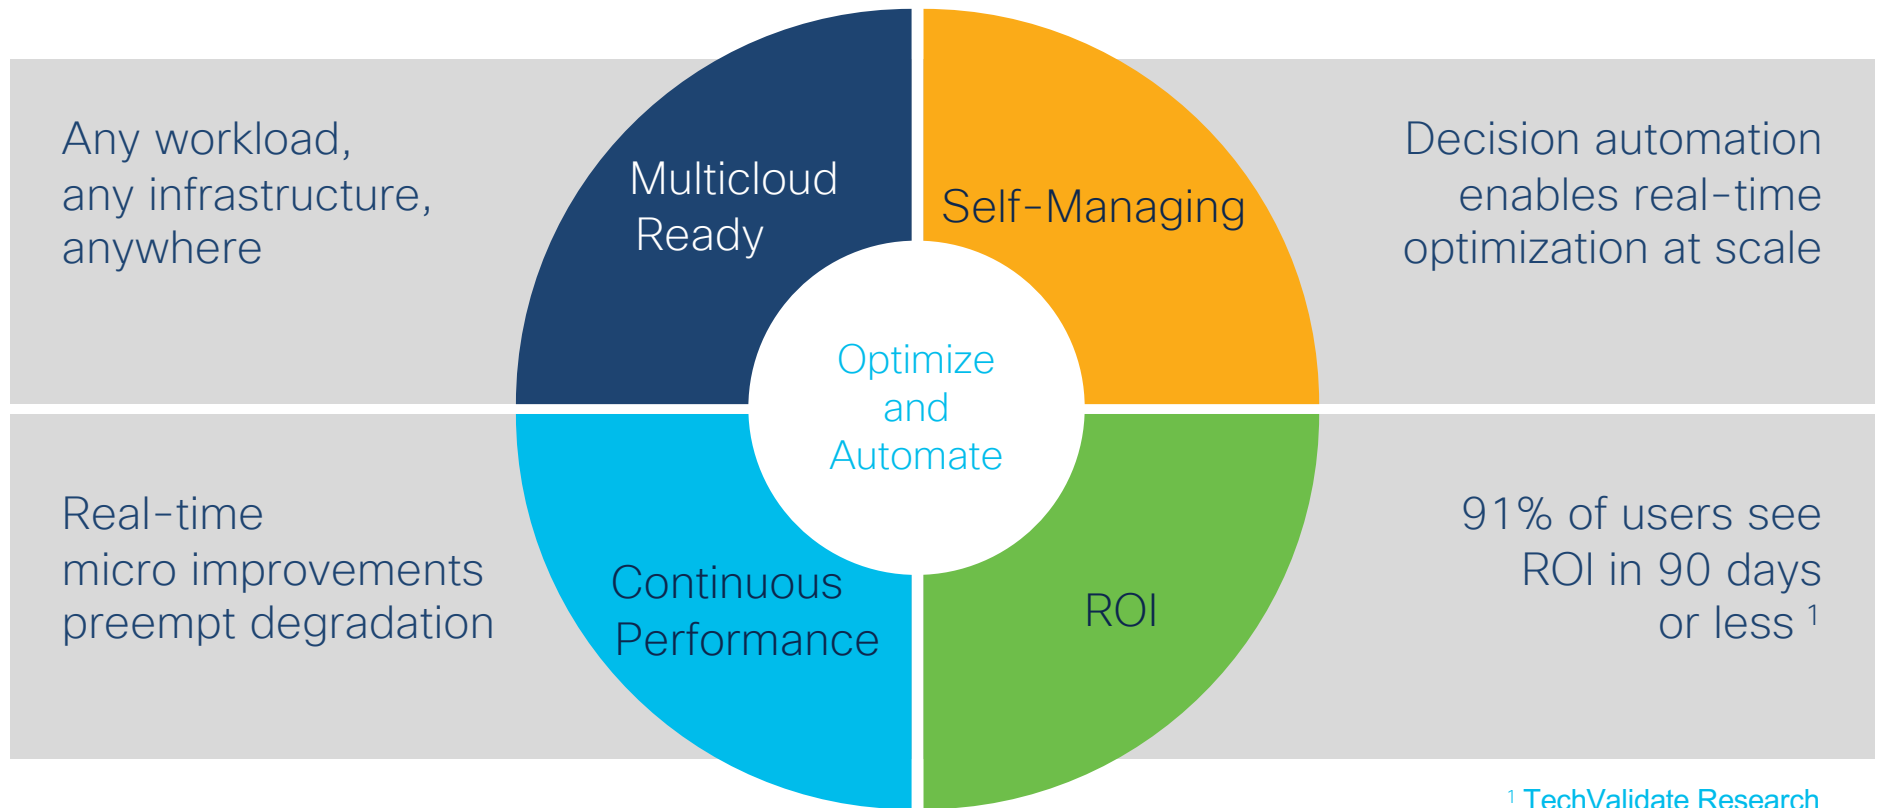 Any workload,
any infrastructure,
anywhere
Multicloud
Ready
Self-Managing
Decision automation
enables real-time
optimization at scale
Optimize
and
Automate
Real-time
micro improvements
preempt degradation
Continuous
Performance
ROI
91% of users see
ROI in 90 days
or less ¹
¹ TechValidate Research